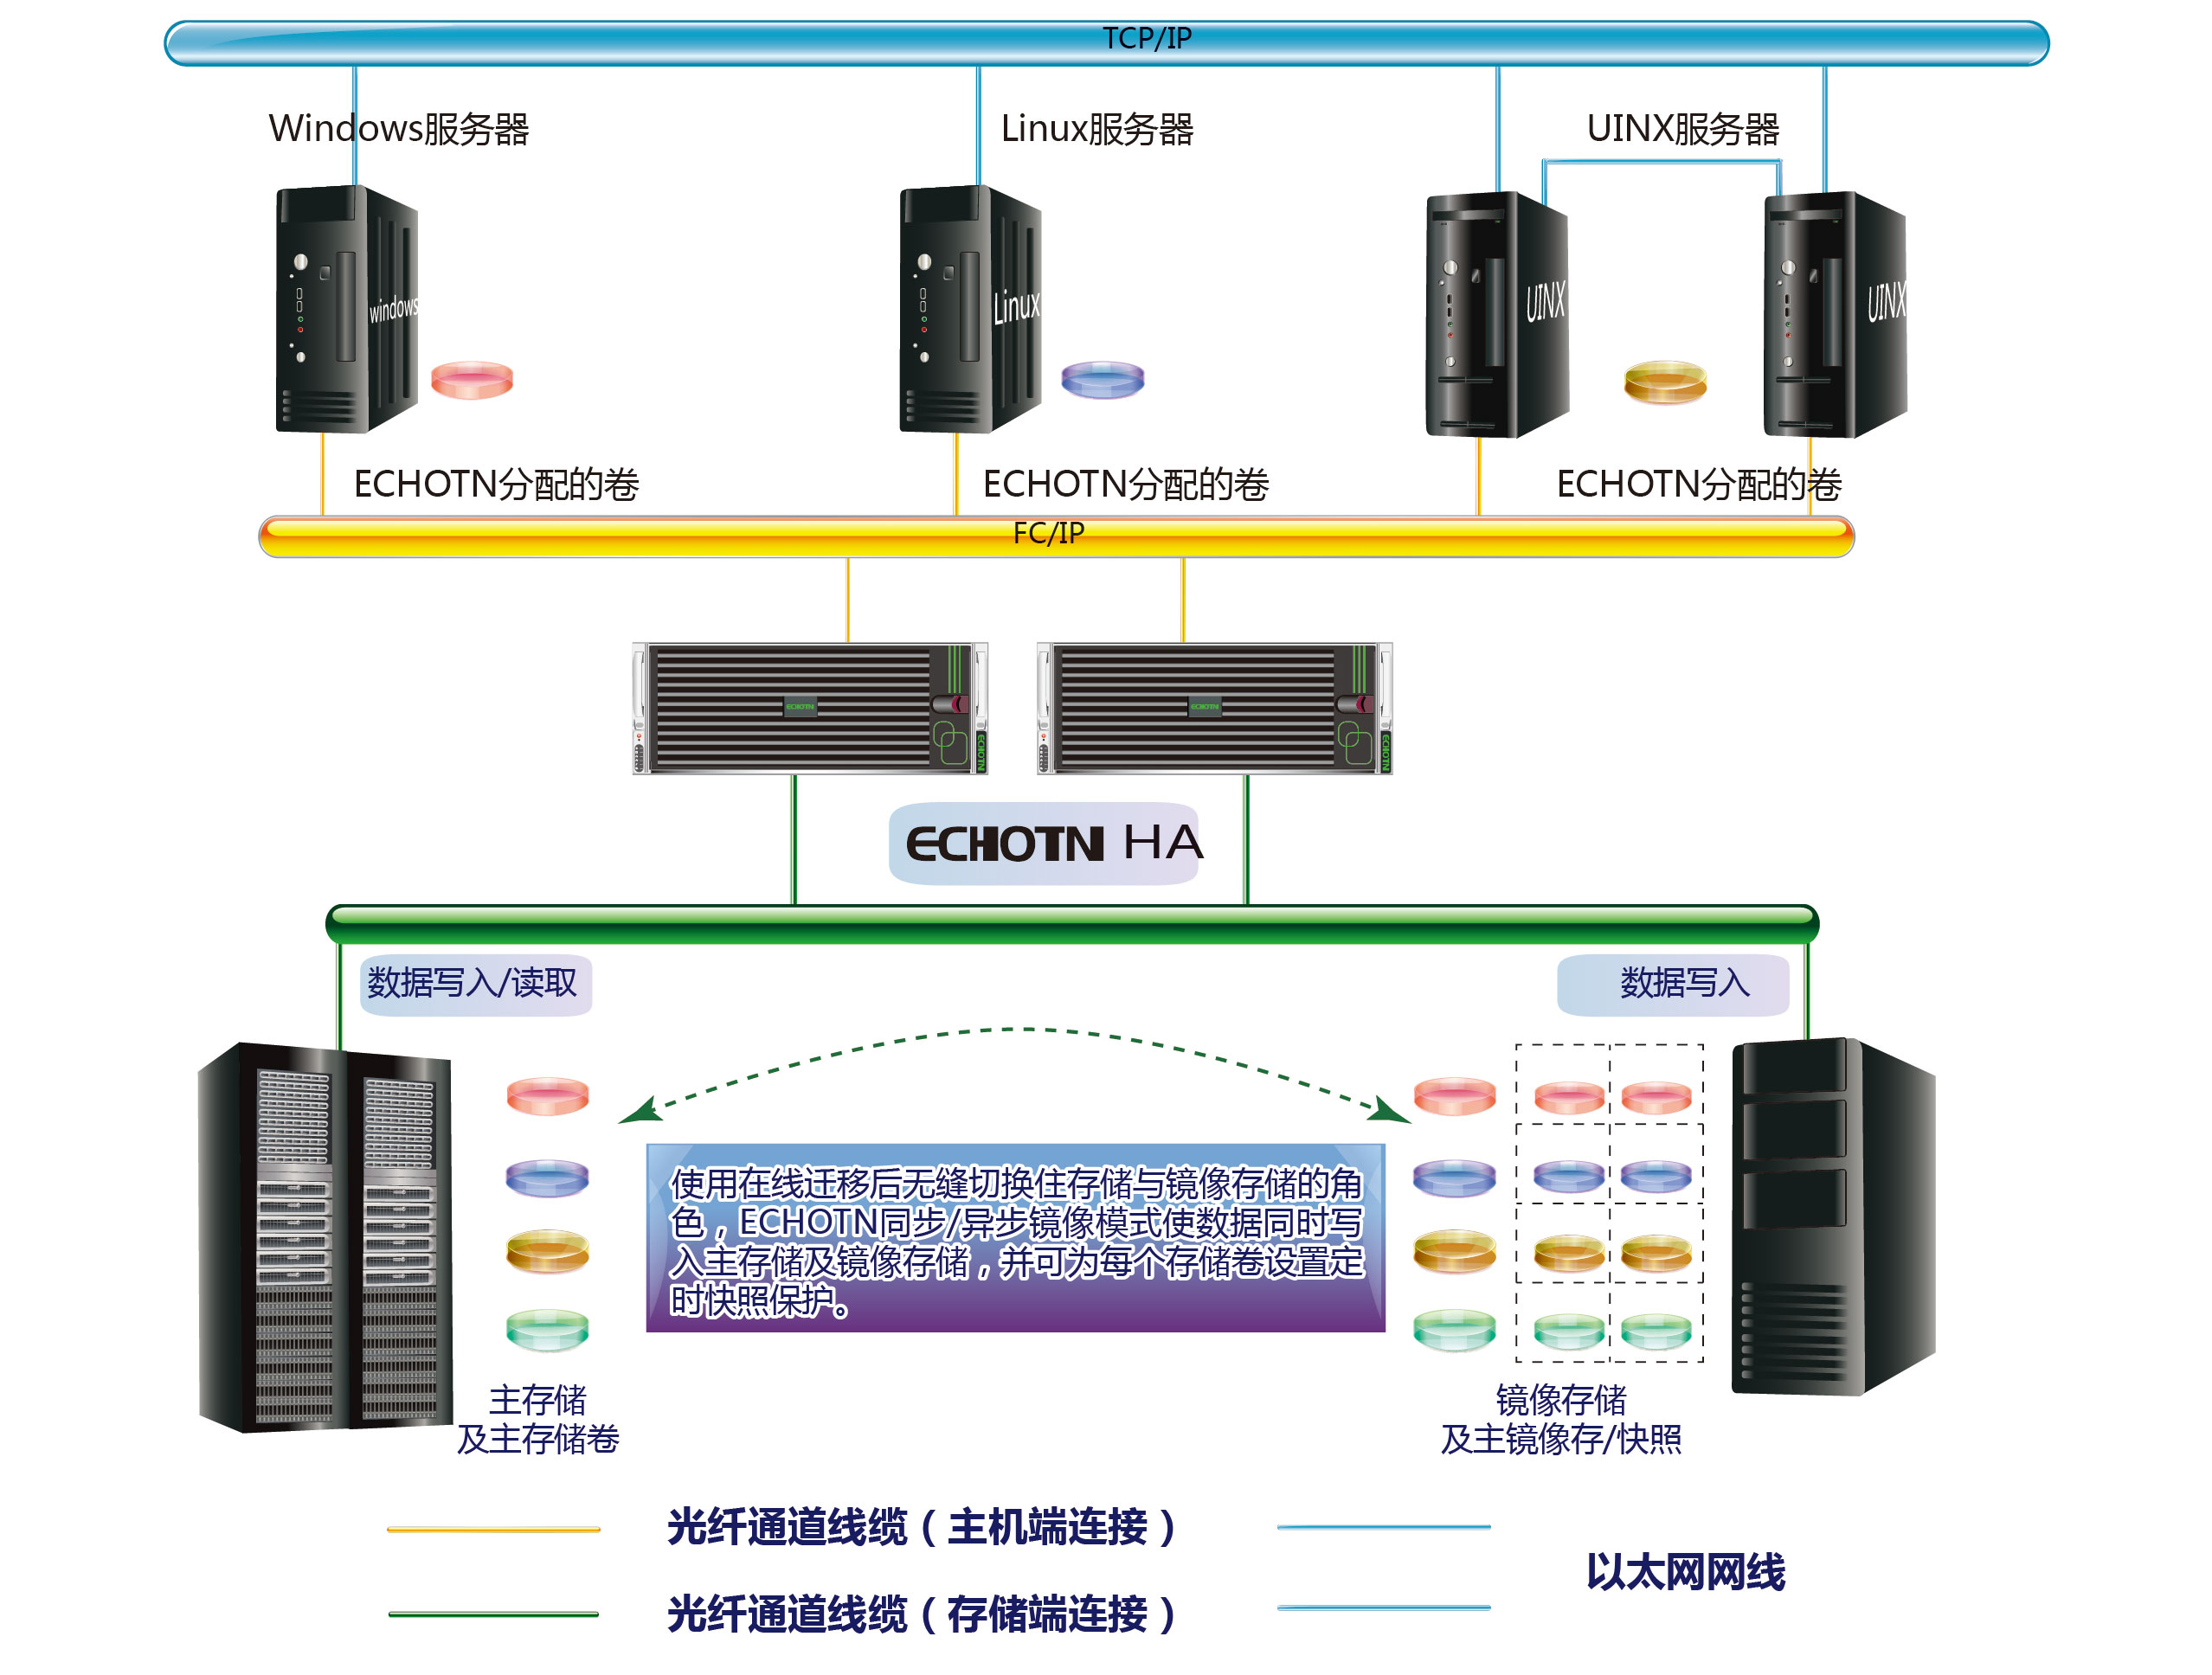 TCP/IP
Windows服务器
Linux服务器
UINX服务器
windows
Linux
UINX
UINX
ECHOTN分配的卷
ECHOTN分配的卷
ECHOTN分配的卷
FC/IP
ECHOTN
ECHOTN
ECHOTN
ECHOTN
ECHOTN HA
数据写入/读取
数据写入
使用在线迁移后无缝切换住存储与镜像存储的角
色，ECHOTN同步/异步镜像模式使数据同时写
入主存储及镜像存储，并可为每个存储卷设置定
时快照保护。
主存储
及主存储卷
镜像存储
及主镜像存/快照
光纤通道线缆（主机端连接）
以太网网线
光纤通道线缆（存储端连接）